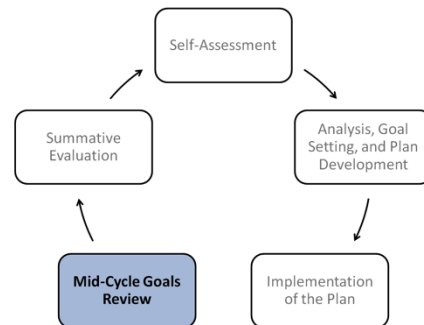 Self-Assessment
Analysis, Goal
Setting, and Plan
Development
Implementation
of the Plan
Mid-Cycle Goals
Review
Summative
Evaluation